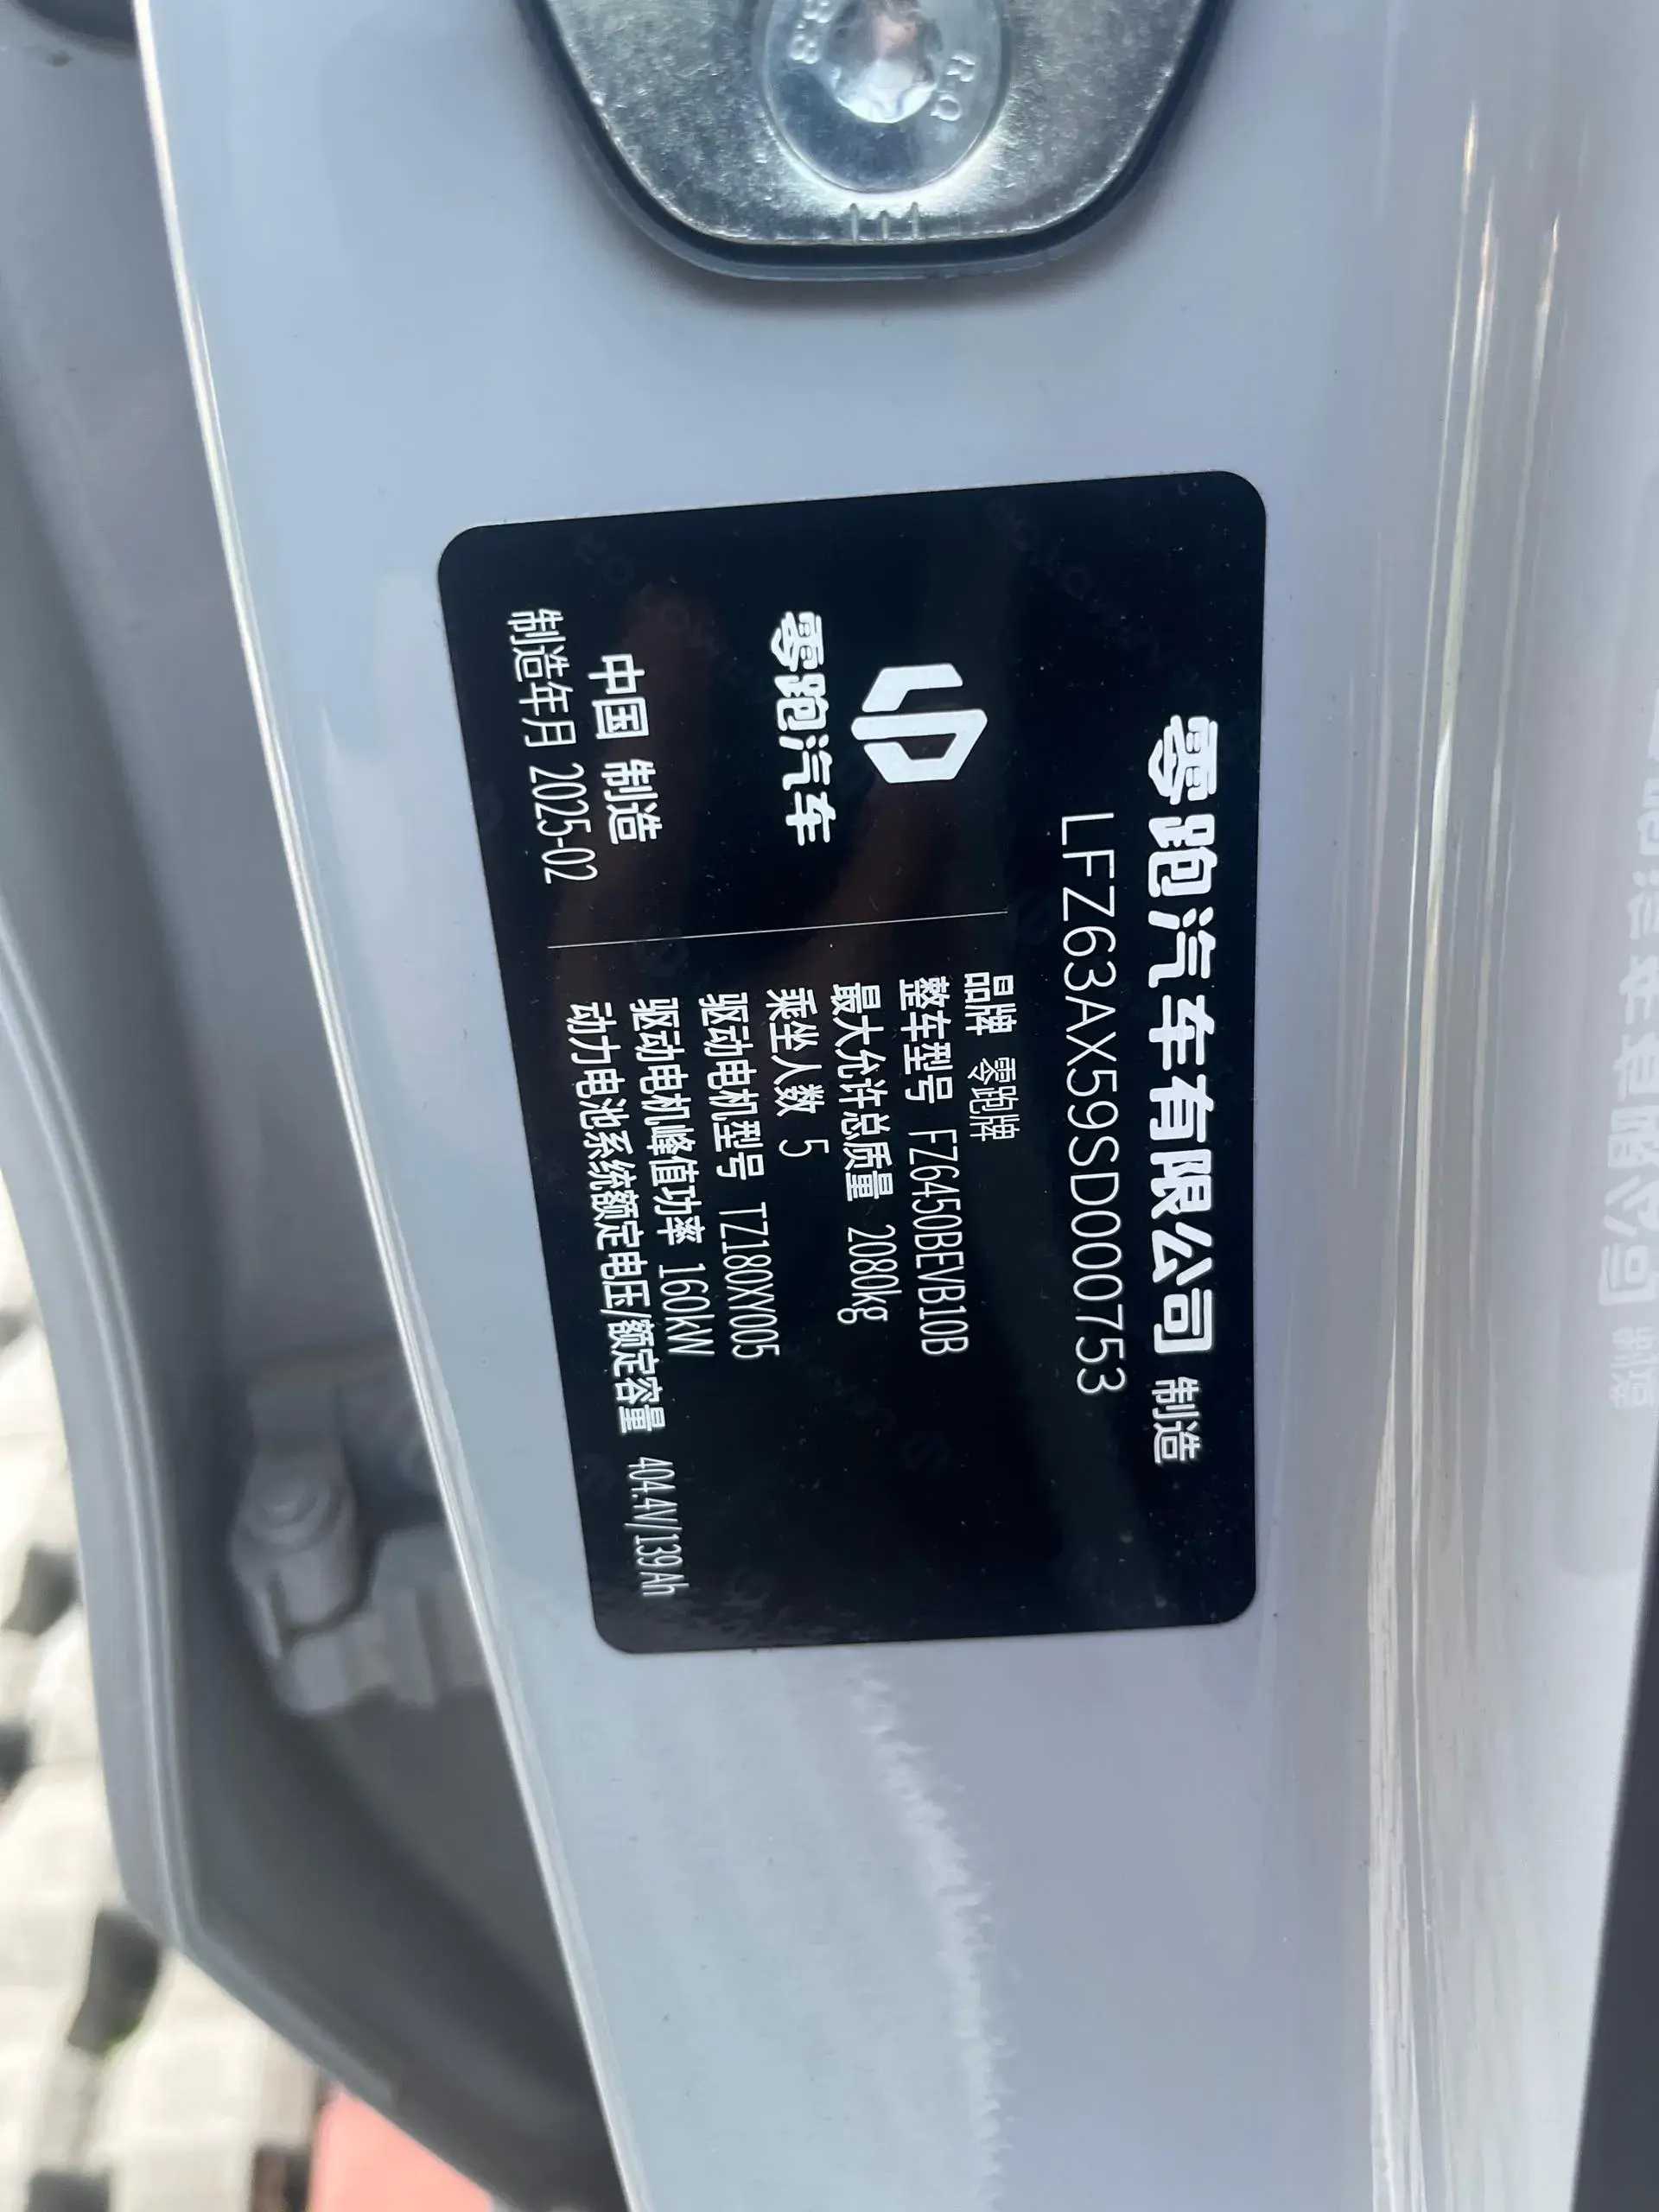 8.8
RQ
零跑汽车有限公司 制造
LFZ63AX59SD000753
零跑汽车
中国 制造
制造年月 2025-02
品牌 零跑牌
整车型号 FZ6450BEVB10B
最大允许总质量 2080kg
乘坐人数 5
驱动电机型号 TZ180XY005
驱动电机峰值功率 160kW
动力电池系统额定电压/额定容量 404.4V/139Ah